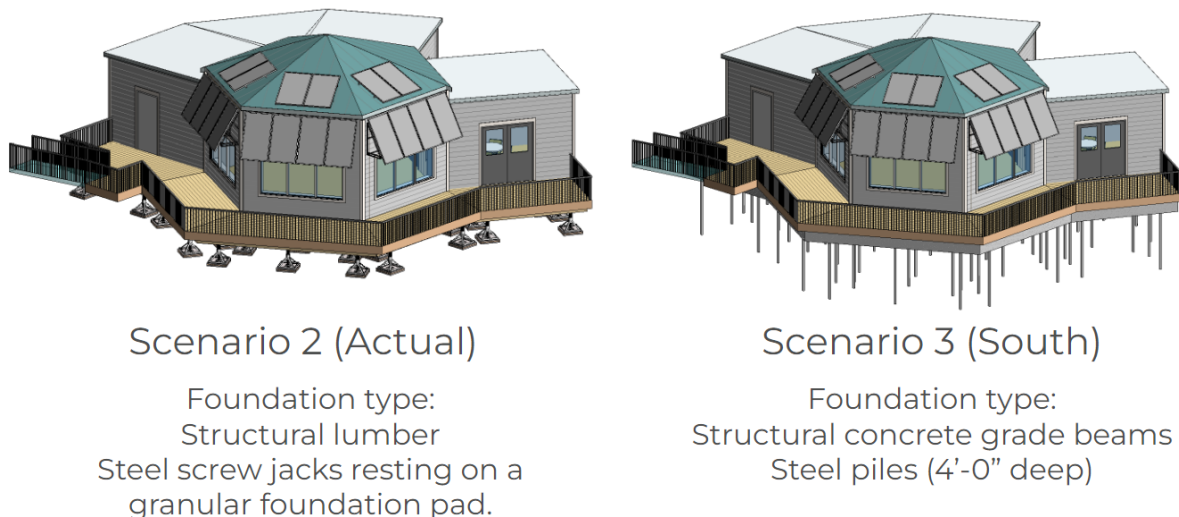 Scenario 2 (Actual)
Foundation type:
Structural lumber
Steel screw jacks resting on a
granular foundation pad.
Scenario 3 (South)
Foundation type:
Structural concrete grade beams
Steel piles (4’-0” deep)